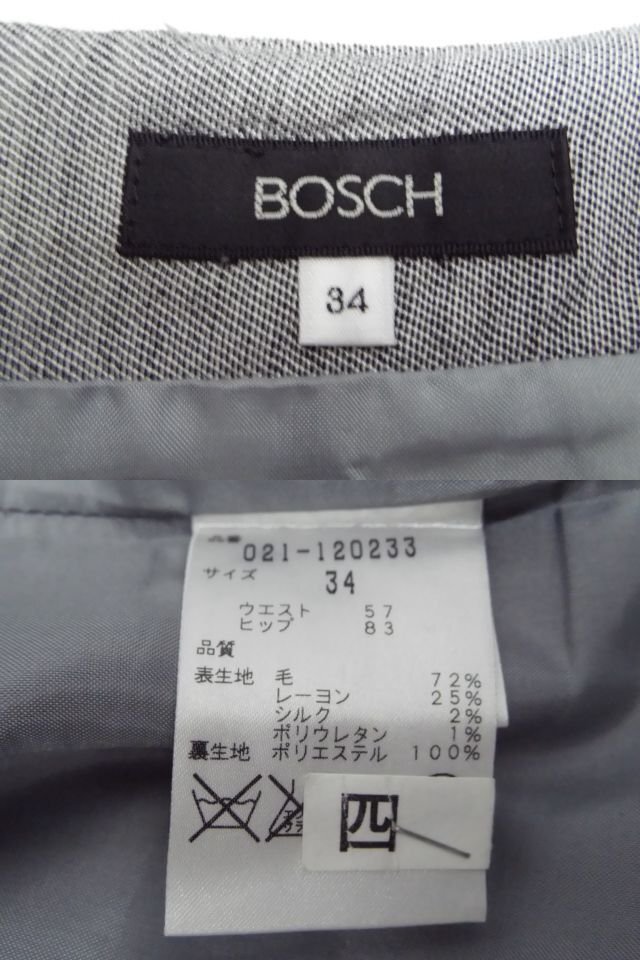 BOSCH
34
品番 021-120233
サイズ 34
ウエスト 57
ヒップ 83
品質
表生地 毛 72%
レーヨン 25%
シルク 2%
ポリウレタン 1%
裏生地 ポリエステル 100%
四